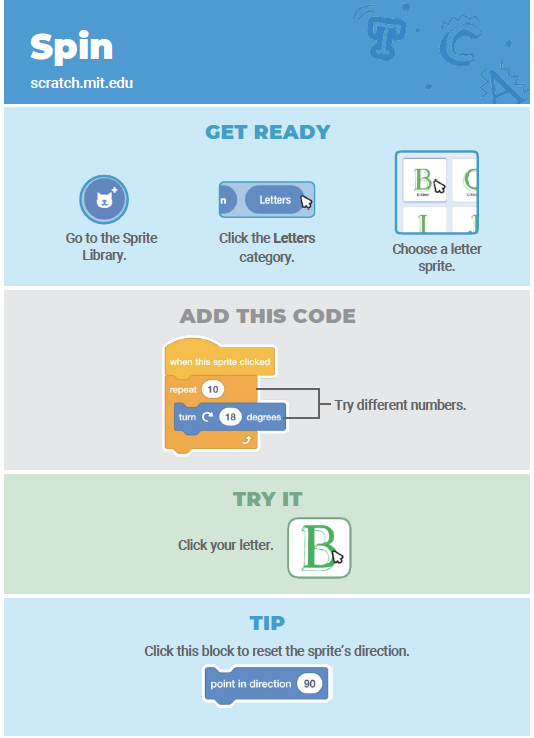 Spin
scratch.mit.edu
T C A
GET READY
n Letters
B C
I J
Go to the Sprite
Library.
Click the Letters
category.
Choose a letter
sprite.
ADD THIS CODE
when this sprite clicked
repeat 10
turn 18 degrees
Try different numbers.
TRY IT
Click your letter.
B
TIP
Click this block to reset the sprite's direction.
point in direction 90